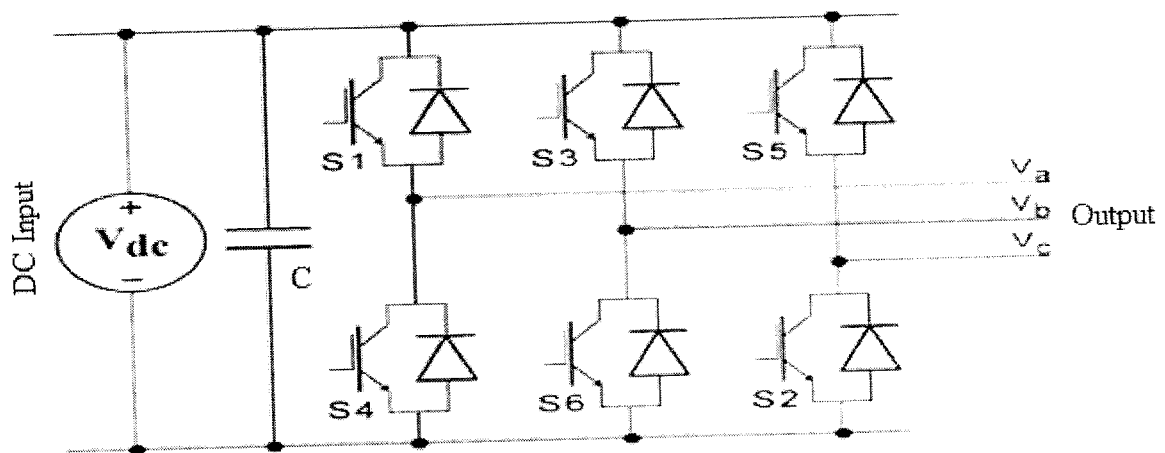 S1
S3
S5
Va
Vb
Vc
Output
DC Input
+
Vdc
−
C
S4
S6
S2